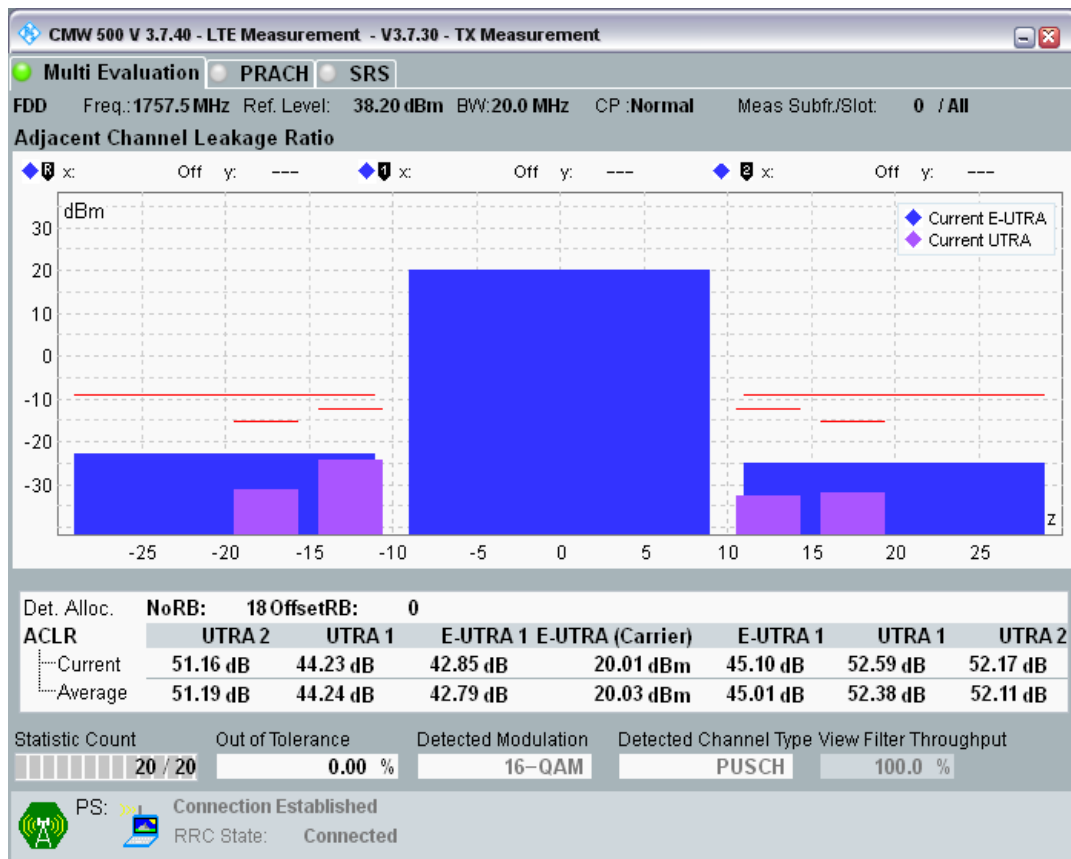 CMW 500 V 3.7.40 - LTE Measurement - V3.7.30 - TX Measurement
Multi Evaluation PRACH SRS
FDD Freq.:1757.5 MHz Ref. Level: 38.20 dBm BW:20.0 MHz CP :Normal Meas Subfr./Slot: 0 / All
Adjacent Channel Leakage Ratio
R x: Off y: --- 1 x: Off y: --- 2 x: Off y: ---
dBm
Current E-UTRA
Current UTRA
30
20
10
0
-10
-20
-30
z
-25 -20 -15 -10 -5 0 5 10 15 20 25
Det. Alloc. NoRB: 18 OffsetRB: 0
ACLR UTRA 2 UTRA 1 E-UTRA 1 E-UTRA (Carrier) E-UTRA 1 UTRA 1 UTRA 2
Current 51.16 dB 44.23 dB 42.85 dB 20.01 dBm 45.10 dB 52.59 dB 52.17 dB
Average 51.19 dB 44.24 dB 42.79 dB 20.03 dBm 45.01 dB 52.38 dB 52.11 dB
Statistic Count Out of Tolerance Detected Modulation Detected Channel Type View Filter Throughput
20 / 20 0.00 % 16-QAM PUSCH 100.0 %
PS: Connection Established
RRC State: Connected